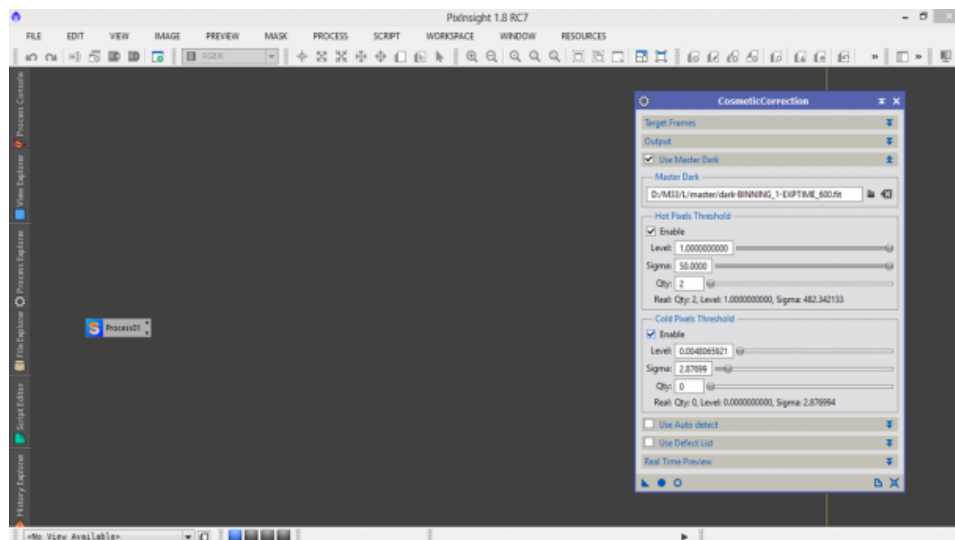 PixInsight 1.8 RC7
FILE EDIT VIEW IMAGE PREVIEW MASK PROCESS SCRIPT WORKSPACE WINDOW RESOURCES
RGB/K
Process Console
View Explorer
Process Explorer
File Explorer
Script Editor
History Explorer
Process01
CosmeticCorrection
Target Frames
Output
Use Master Dark
Master Dark
D:/M33/L/master/dark-BINNING_1-EXPTIME_600.fit
Hot Pixels Threshold
Enable
Level: 1.0000000000
Sigma: 50.0000
Qty: 2
Real: Qty: 2, Level: 1.0000000000, Sigma: 482.342133
Cold Pixels Threshold
Enable
Level: 0.0048065821
Sigma: 2.87699
Qty: 0
Real: Qty: 0, Level: 0.0000000000, Sigma: 2.876994
Use Auto detect
Use Defect List
Real Time Preview
<No View Available>